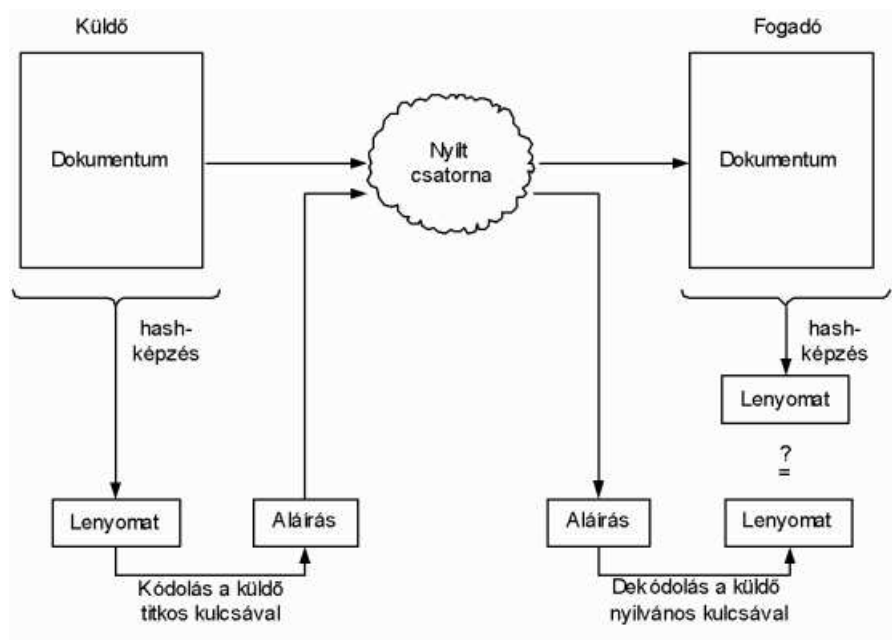 Küldő
Fogadó
Dokumentum
Nyílt
csatorna
Dokumentum
hash-
képzés
hash-
képzés
Lenyomat
?
=
Lenyomat
Aláírás
Aláírás
Lenyomat
Kódolás a küldő
titkos kulcsával
Dekódolás a küldő
nyilvános kulcsával